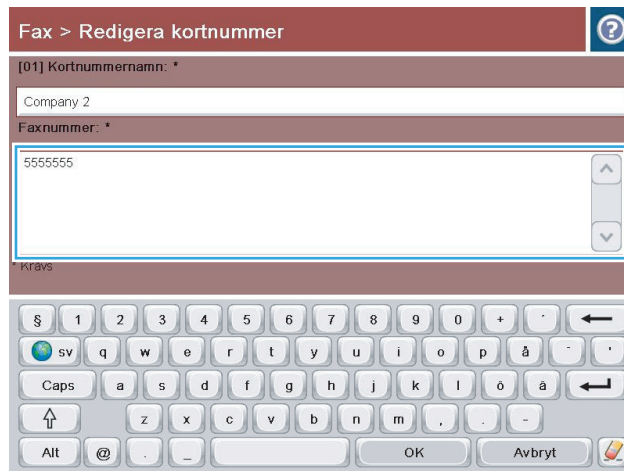 Fax > Redigera kortnummer
[01] Kortnummernamn: *
Company 2
Faxnummer: *
5555555
* Krävs
§ 1 2 3 4 5 6 7 8 9 0 + ´
sv q w e r t y u i o p å ¨ '
Caps a s d f g h j k l ö ä
z x c v b n m , . -
Alt @ . _ OK Avbryt